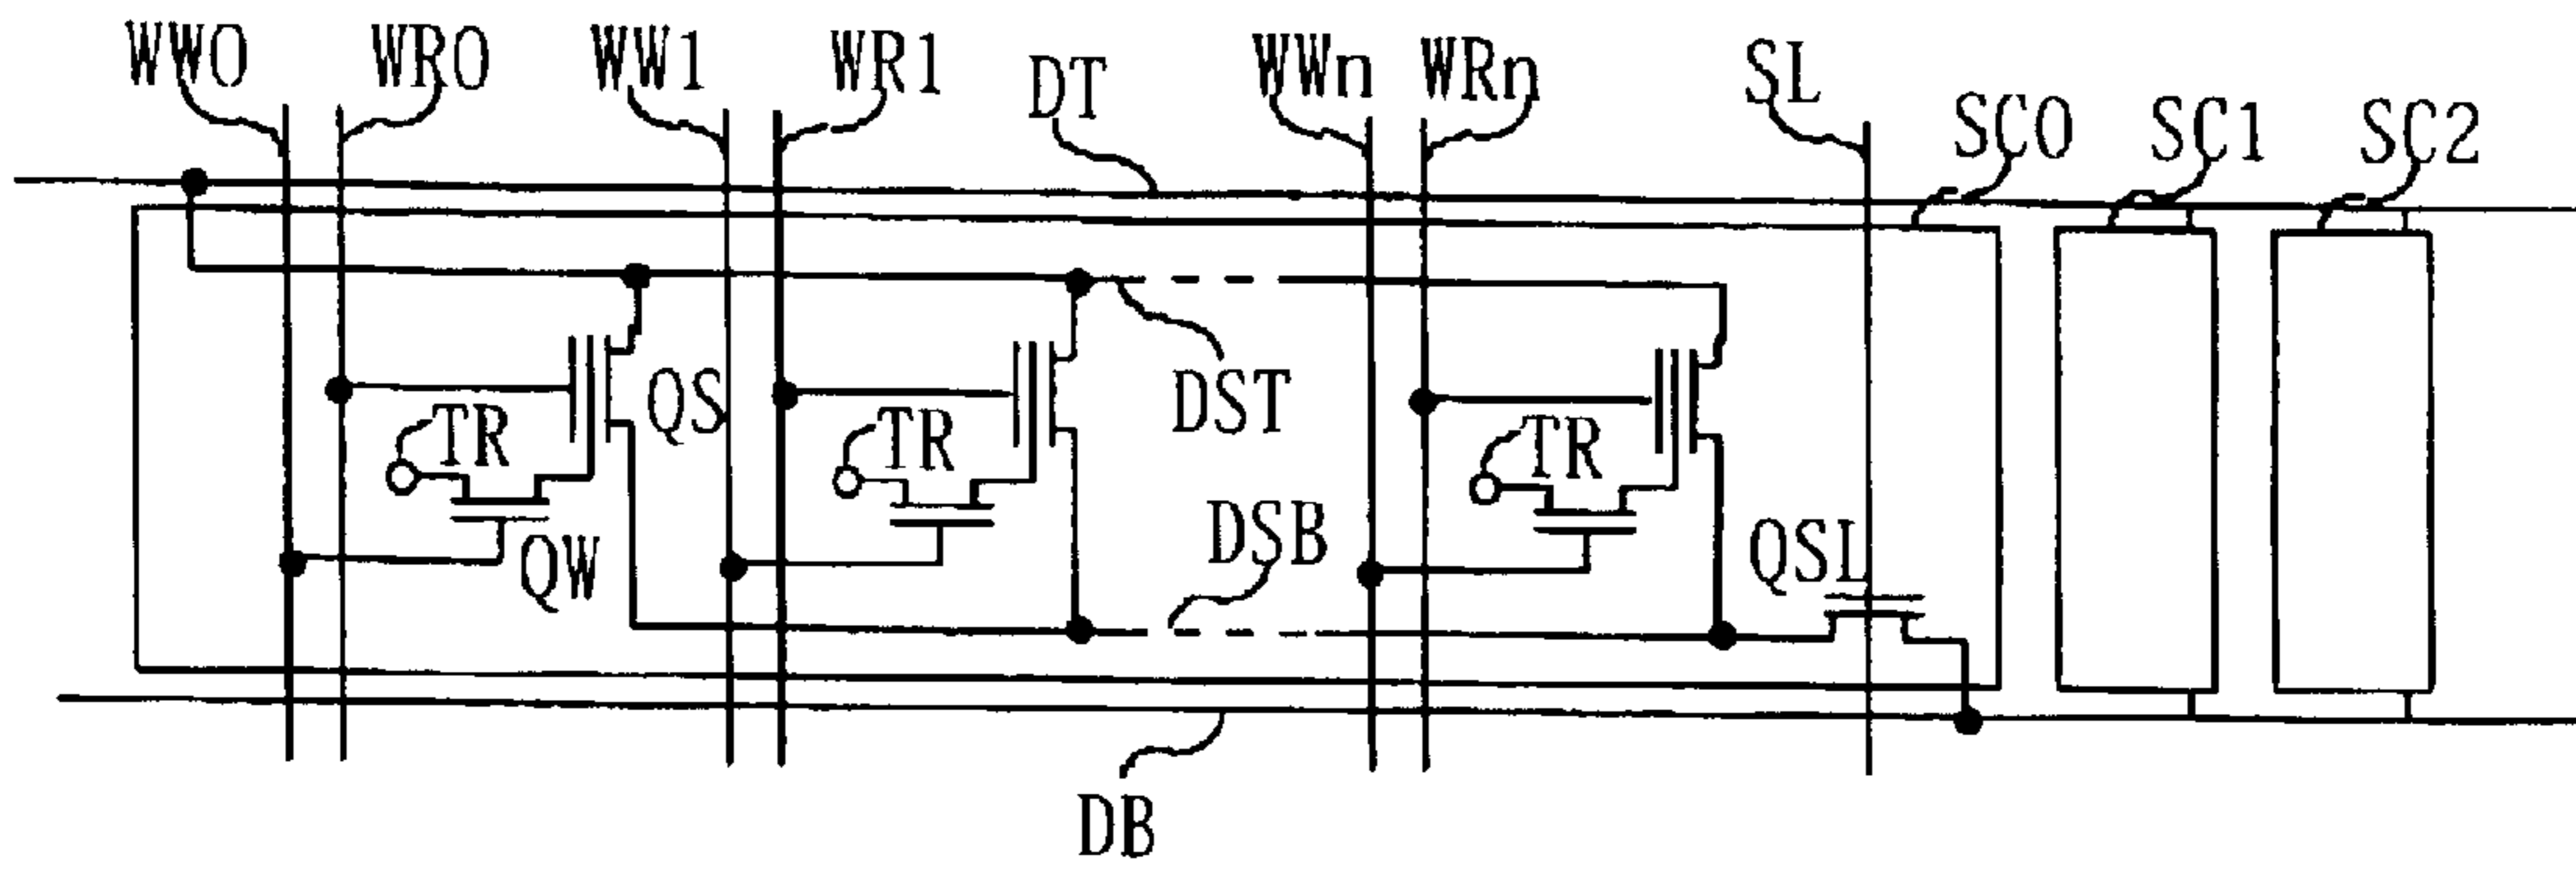 WW0 WR0 WW1 WR1 DT WWn WRn SL SC0 SC1 SC2
QS DST
TR TR TR
DSB
QW QSL
DB